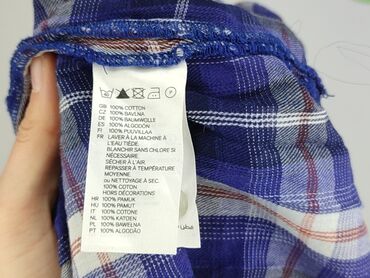 GB 100% COTTON
CZ 100% BAVLNA
DE 100% BAUMWOLLE
ES 100% ALGODÓN
FI 100% PUUVILLAA
FR LAVER À LA MACHINE À
L'EAU TIÈDE.
BLANCHIR SANS CHLORE SI
NÉCESSAIRE
SÉCHER À L'AIR
REPASSER À TEMPÉRATURE
MOYENNE
ou NETTOYAGE À SEC.
100% COTON
HORS DÉCORATIONS
HR 100% PAMUK
HU 100% PAMUT
IT 100% COTONE
NL 100% KATOEN
PL 100% BAWEŁNA
PT 100% ALGODÃO